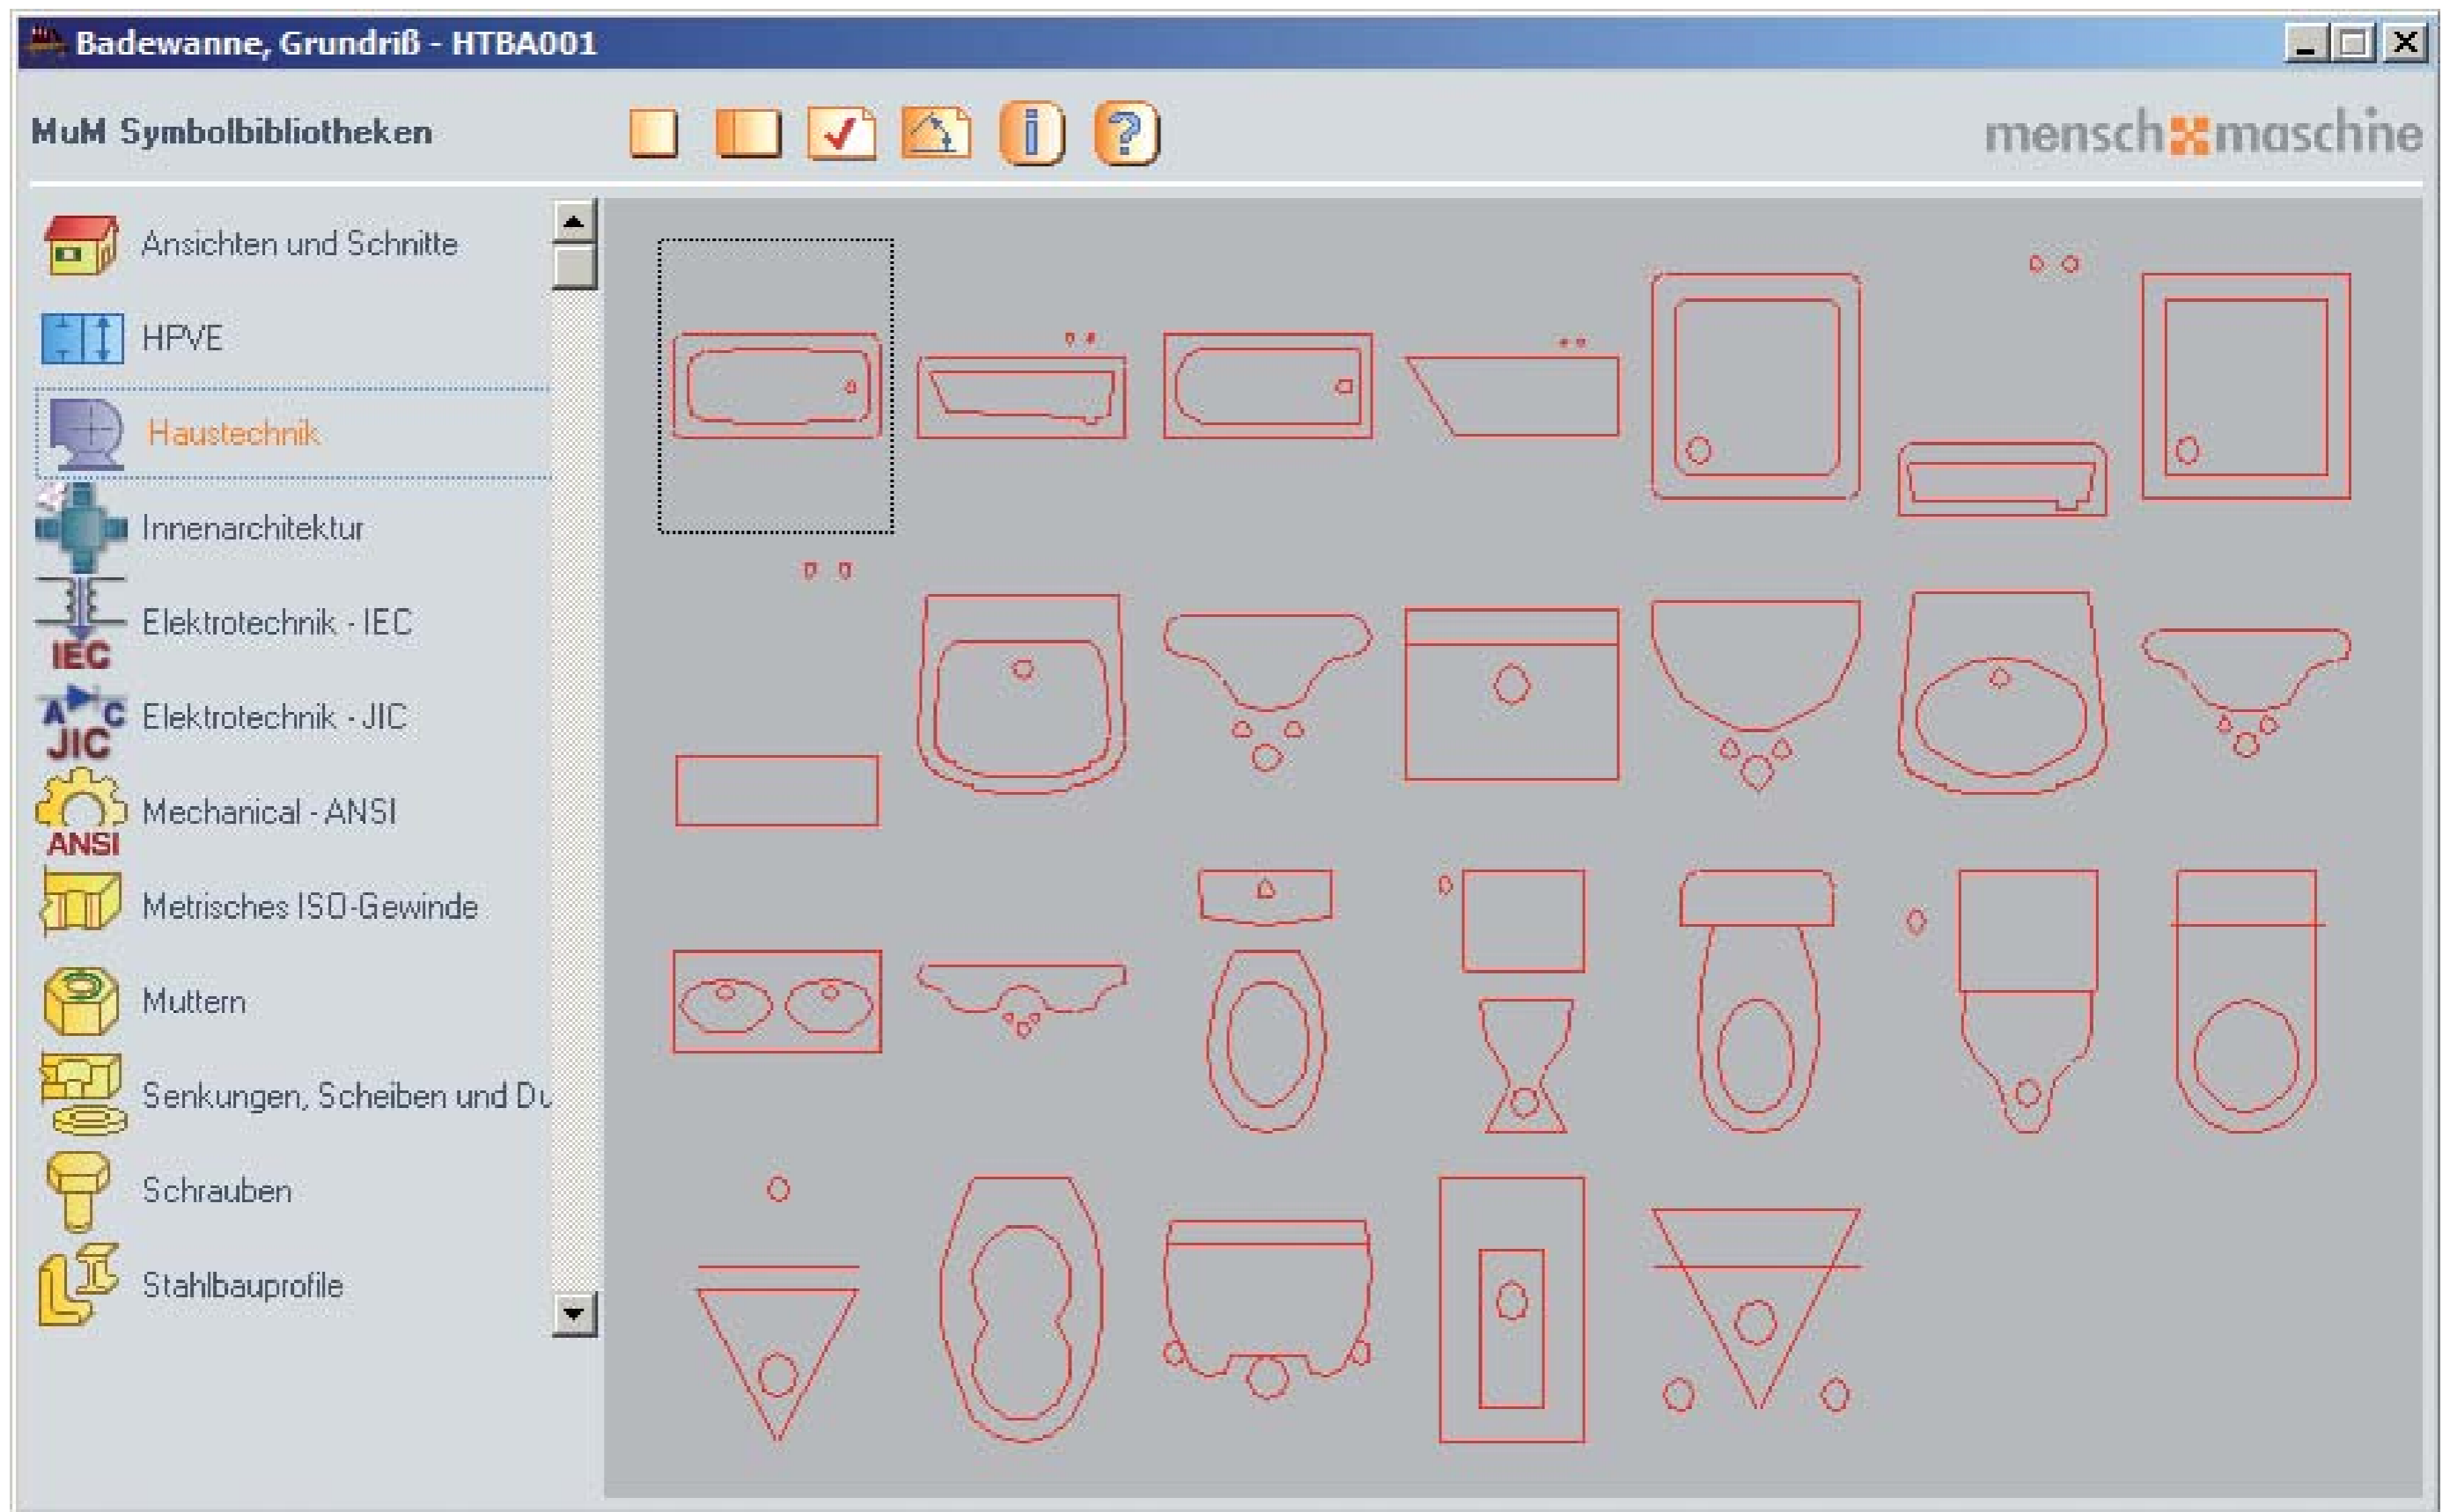 Badewanne, Grundriß - HTBA001
MuM Symbolbibliotheken
i
?
mensch maschine
Ansichten und Schnitte
HPVE
Haustechnik
Innenarchitektur
IEC
Elektrotechnik - IEC
A C
JIC
Elektrotechnik - JIC
ANSI
Mechanical - ANSI
Metrisches ISO-Gewinde
Muttern
Senkungen, Scheiben und Du
Schrauben
Stahlbauprofile